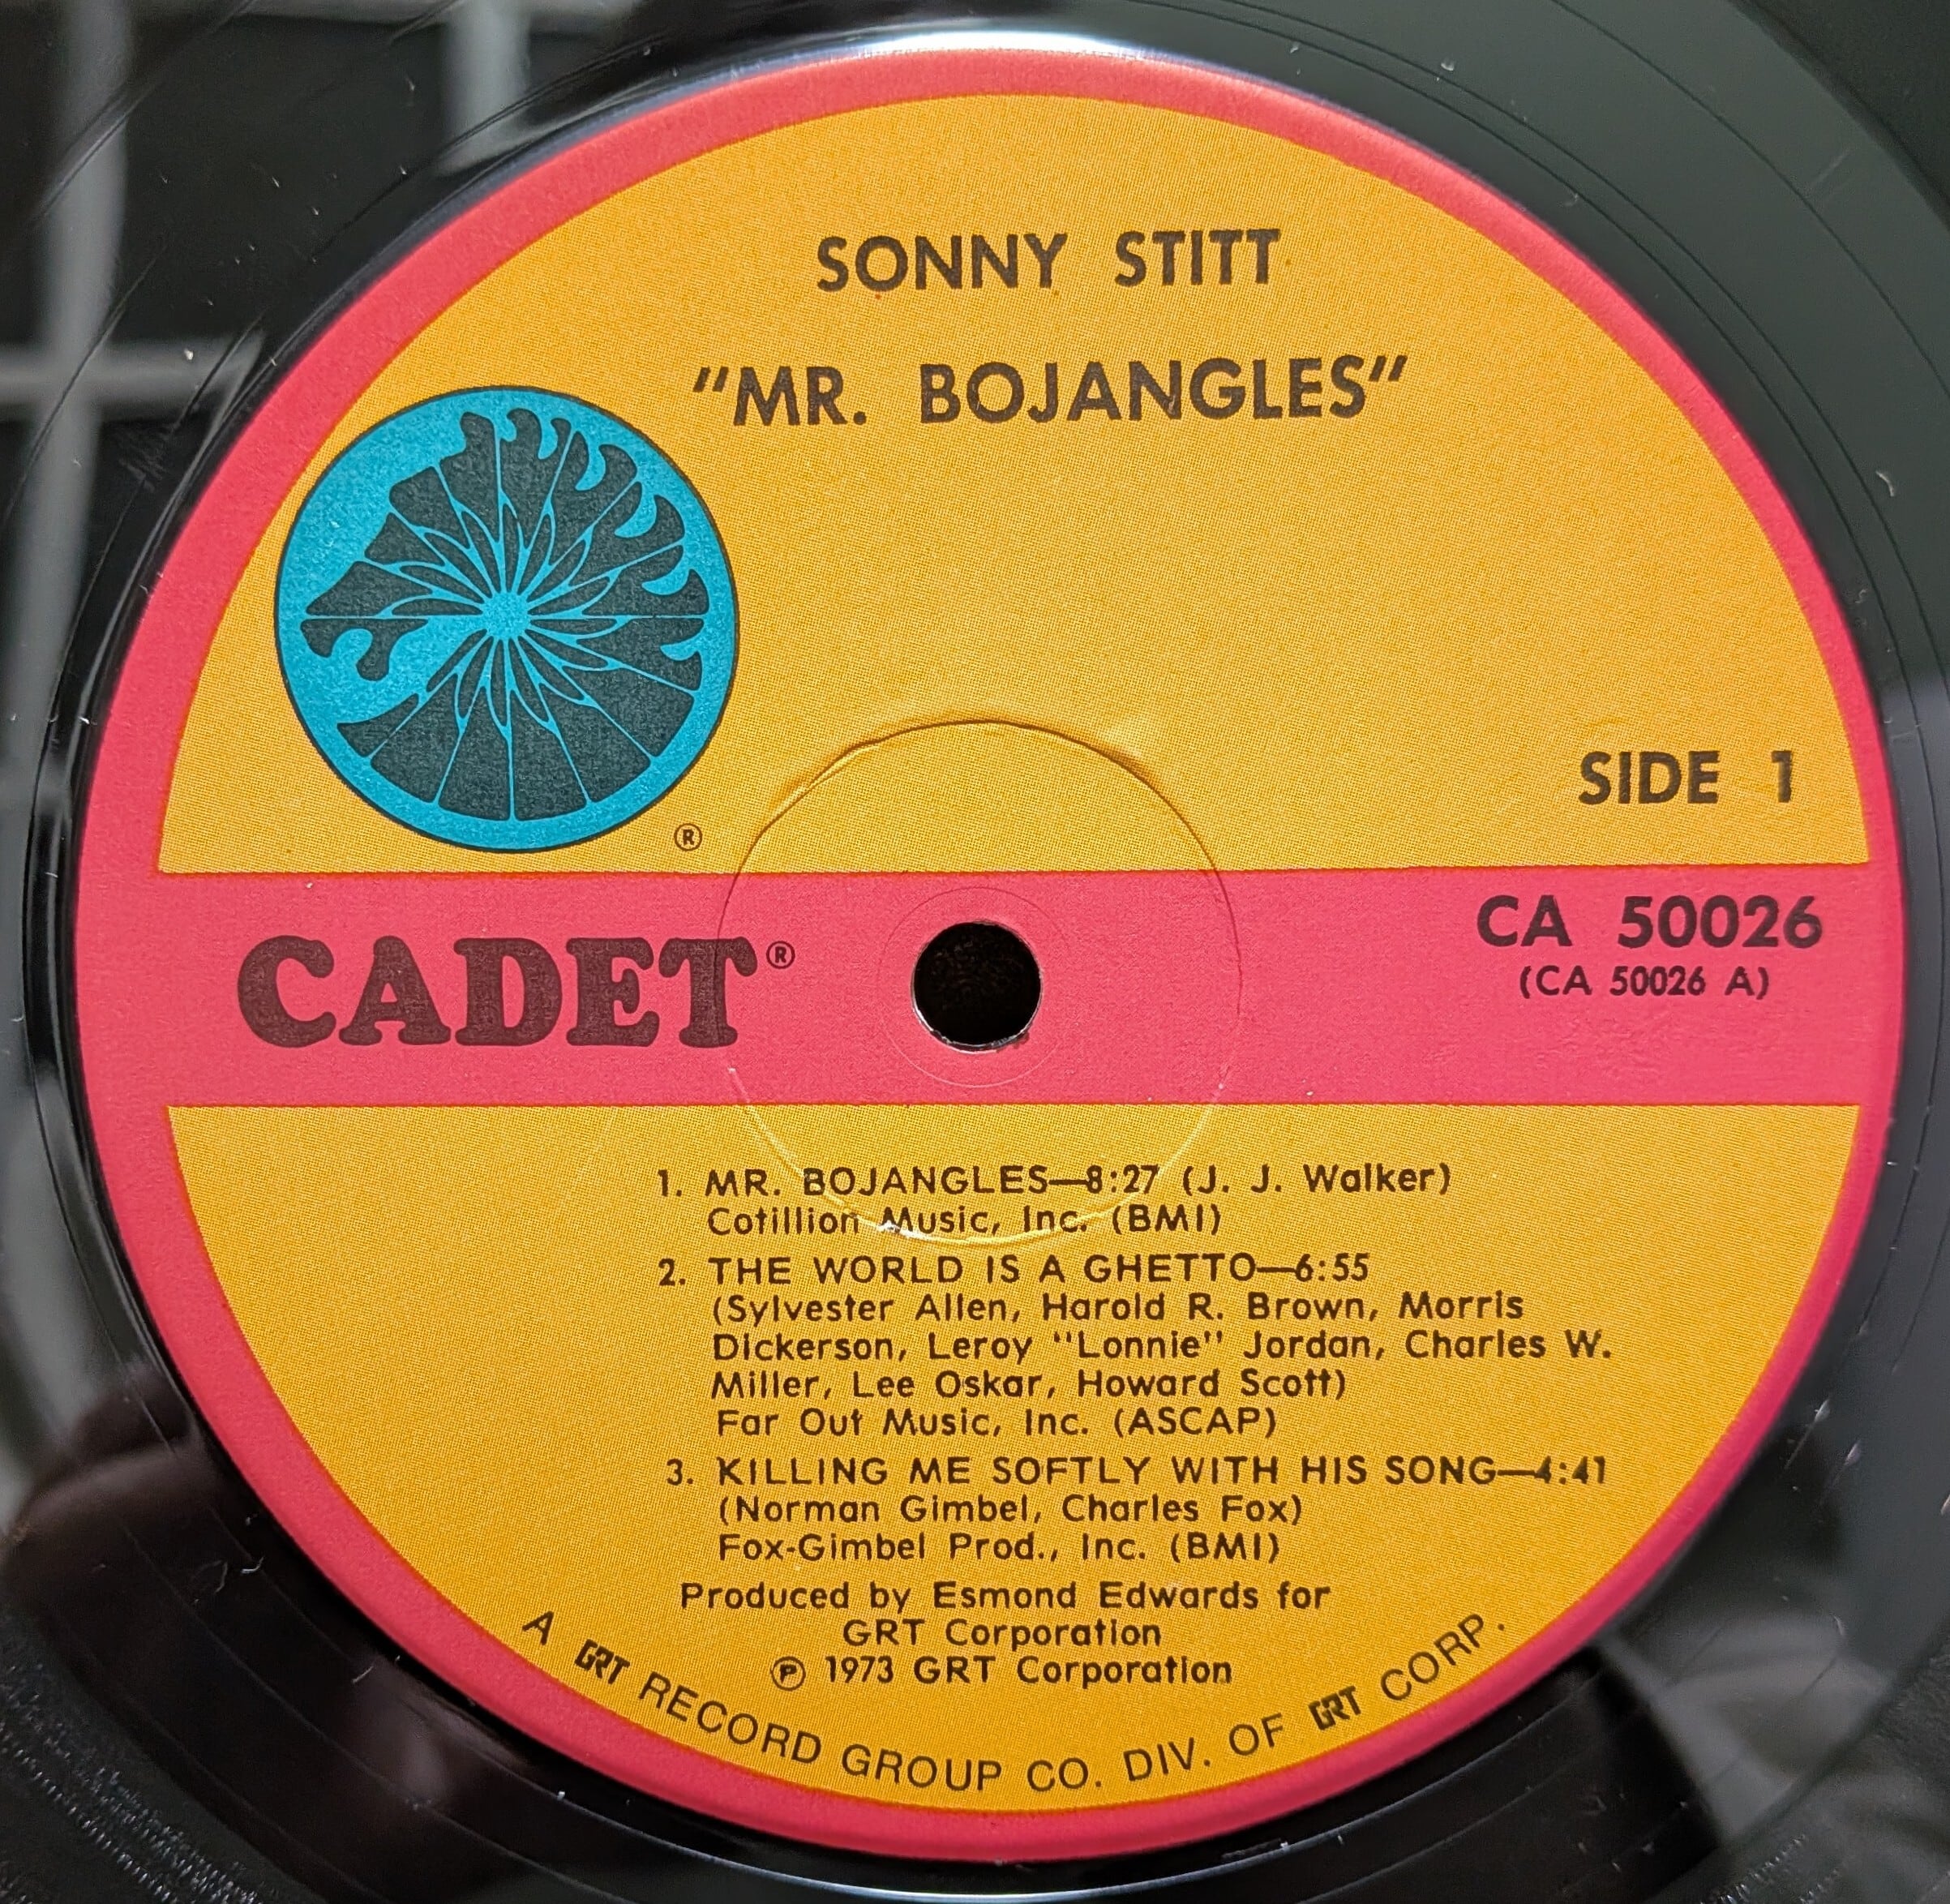 SONNY STITT
"MR. BOJANGLES"
®
SIDE 1
CADET®
CA 50026
(CA 50026 A)
1. MR. BOJANGLES—8:27 (J. J. Walker)
Cotillion Music, Inc. (BMI)
2. THE WORLD IS A GHETTO—6:55
(Sylvester Allen, Harold R. Brown, Morris
Dickerson, Leroy "Lonnie" Jordan, Charles W.
Miller, Lee Oskar, Howard Scott)
Far Out Music, Inc. (ASCAP)
3. KILLING ME SOFTLY WITH HIS SONG—4:41
(Norman Gimbel, Charles Fox)
Fox-Gimbel Prod., Inc. (BMI)
Produced by Esmond Edwards for
GRT Corporation
℗ 1973 GRT Corporation
A GRT RECORD GROUP CO. DIV. OF GRT CORP.